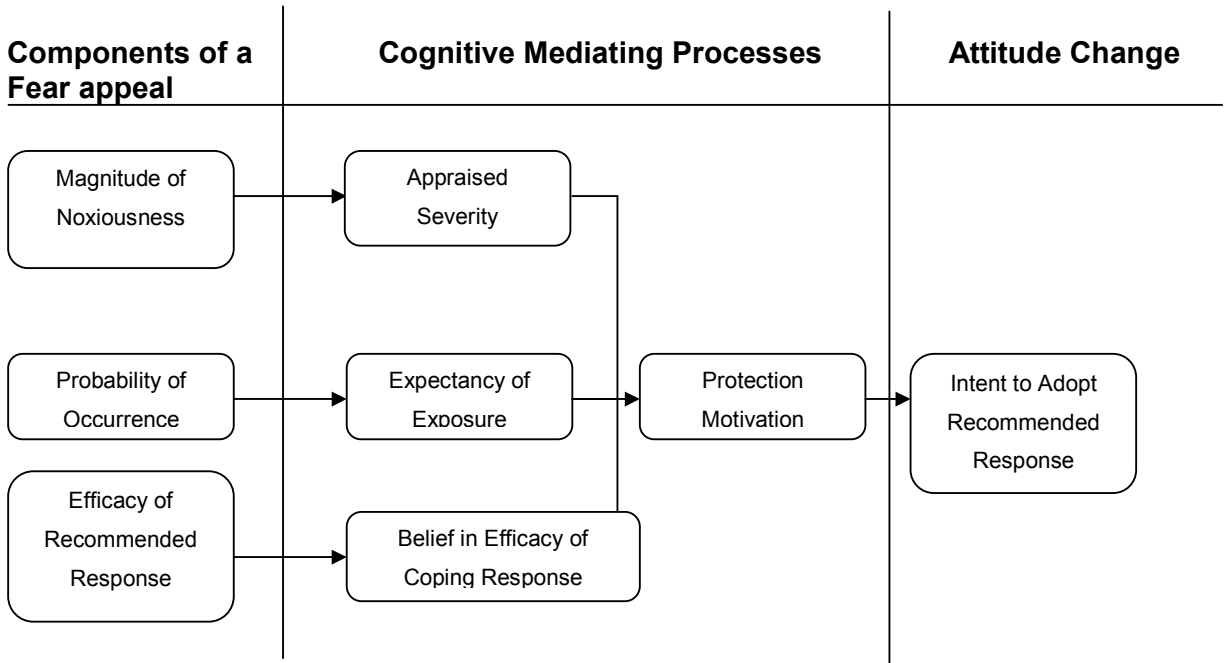 Components of a
Fear appeal
Cognitive Mediating Processes
Attitude Change
Magnitude of
Noxiousness
Appraised
Severity
Probability of
Occurrence
Expectancy of
Exposure
Protection
Motivation
Intent to Adopt
Recommended
Response
Efficacy of
Recommended
Response
Belief in Efficacy of
Coping Response